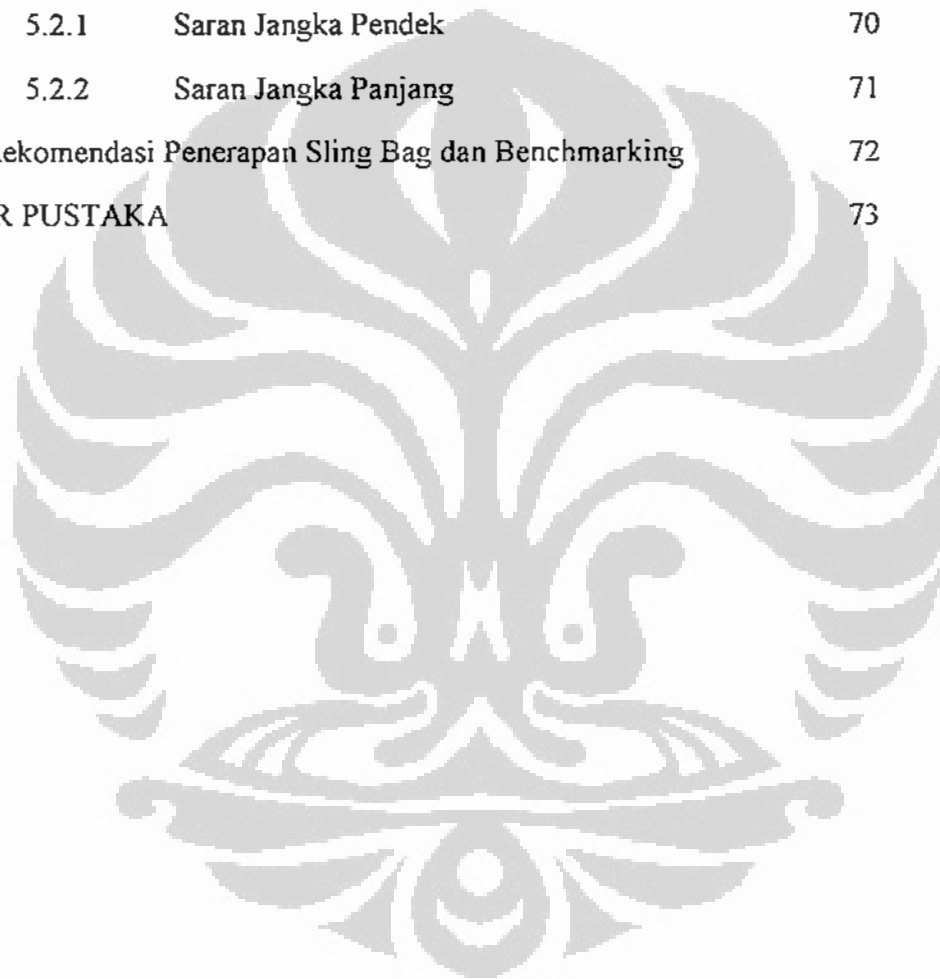 5.2.1 Saran Jangka Pendek 70
5.2.2 Saran Jangka Panjang 71
Penerapan Sling Bag dan Benchmarking 72
PUSTAKA 73